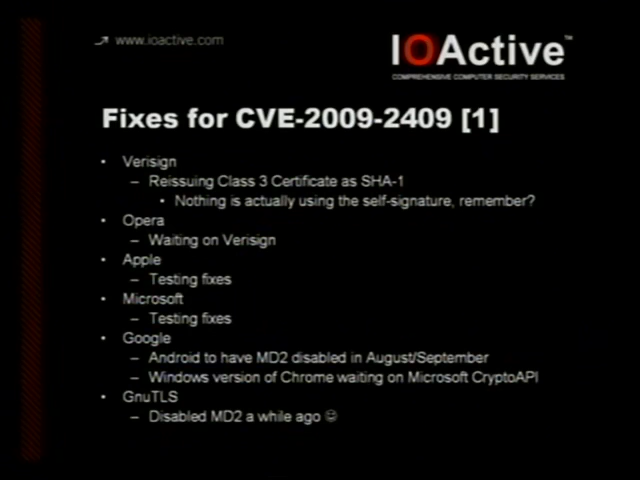 www.ioactive.com
IOActive™
COMPREHENSIVE COMPUTER SECURITY SERVICES
Fixes for CVE-2009-2409 [1]
• Verisign
– Reissuing Class 3 Certificate as SHA-1
• Nothing is actually using the self-signature, remember?
• Opera
– Waiting on Verisign
• Apple
– Testing fixes
• Microsoft
– Testing fixes
• Google
– Android to have MD2 disabled in August/September
– Windows version of Chrome waiting on Microsoft CryptoAPI
• GnuTLS
– Disabled MD2 a while ago ☺